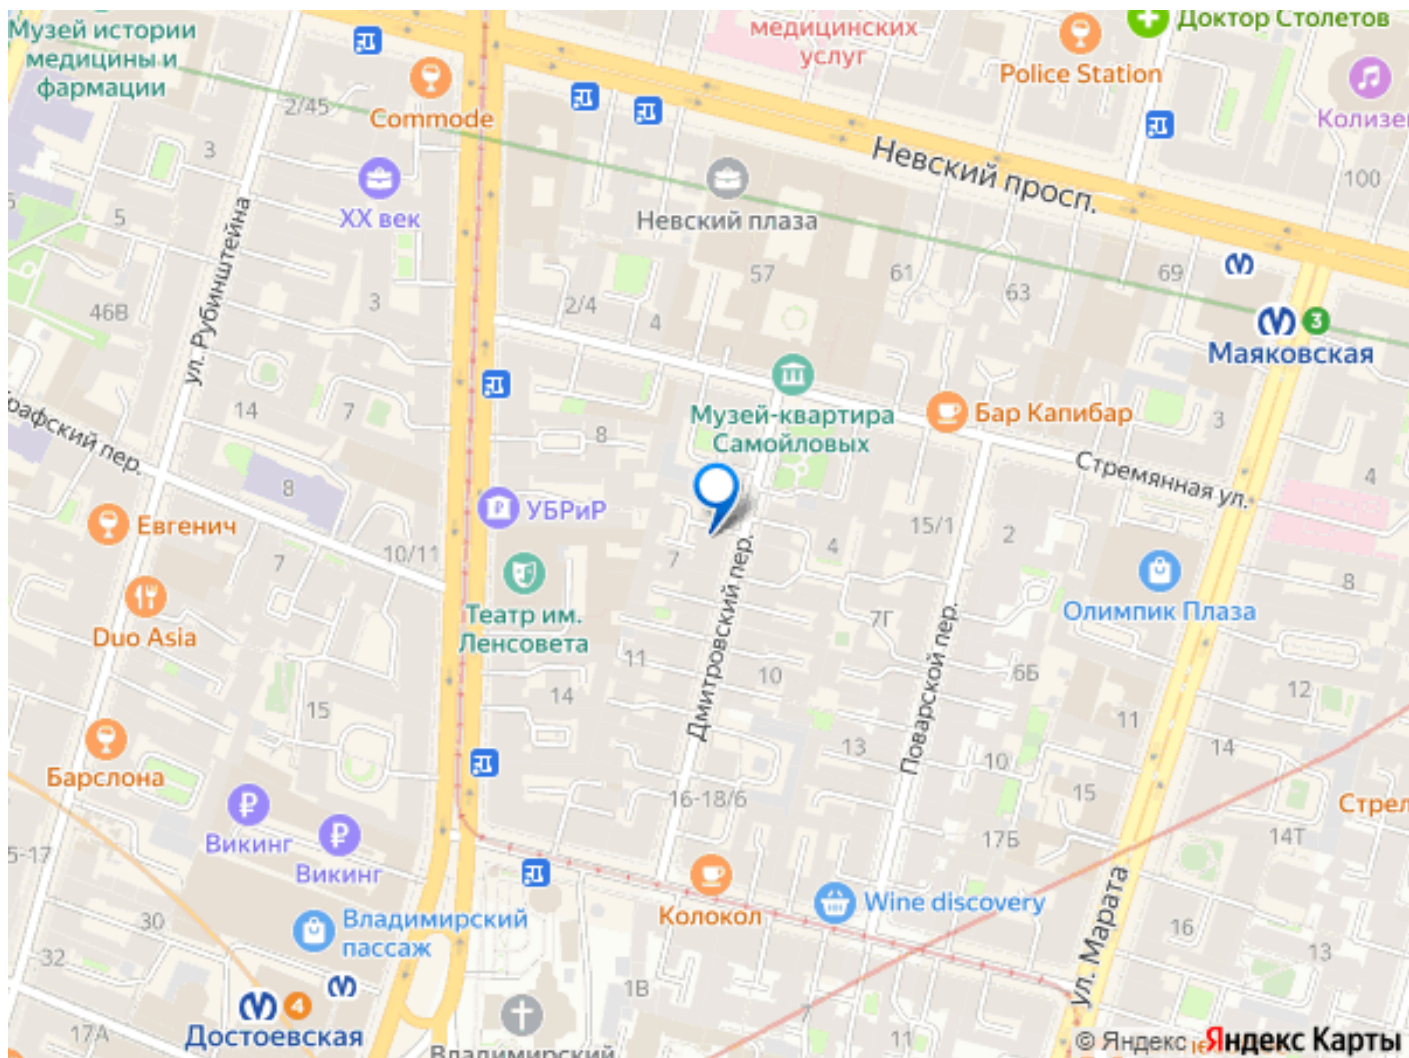 Музей истории
медицины и
фармации
медицинских
услуг
Доктор Столетов
Police Station
Колизе
Commode
2/45
3
5
XX век
Невский плаза
Невский просп.
100
ул. Рубинштейна
46В
3
2/4
4
57
61
63
69
3
Маяковская
14
7
8
Музей-квартира
Самойловых
Бар Капибар
3
Стремянная ул.
4
рафский пер.
8
Евгенич
7
10/11
УБРиР
7
Дмитровский пер.
4
15/1
2
Олимпик Плаза
8
Duo Asia
Театр им.
Ленсовета
7Г
Поварской пер.
11
10
6Б
12
14
15
11
14
13
10
15
Барслона
16-18/6
17Б
14Т
Стрел
Викинг
Викинг
5-17
Колокол
Wine discovery
ул. Марата
30
Владимирский
пассаж
16
13
32
1В
7
4
Достоевская
17А
Владимирский
11
© Яндекс
Яндекс Карты